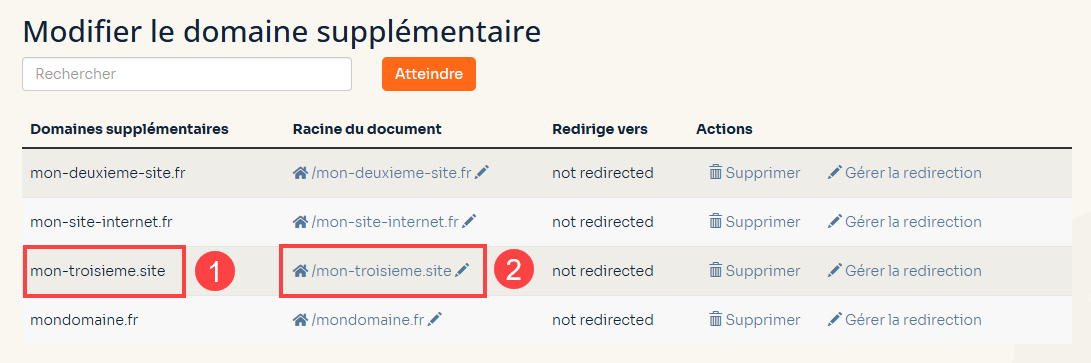 Modifier le domaine supplémentaire
Rechercher Atteindre
Domaines supplémentaires Racine du document Redirige vers Actions
mon-deuxieme-site.fr /mon-deuxieme-site.fr not redirected Supprimer Gérer la redirection
mon-site-internet.fr /mon-site-internet.fr not redirected Supprimer Gérer la redirection
mon-troisieme.site 1 /mon-troisieme.site 2 not redirected Supprimer Gérer la redirection
mondomaine.fr /mondomaine.fr not redirected Supprimer Gérer la redirection